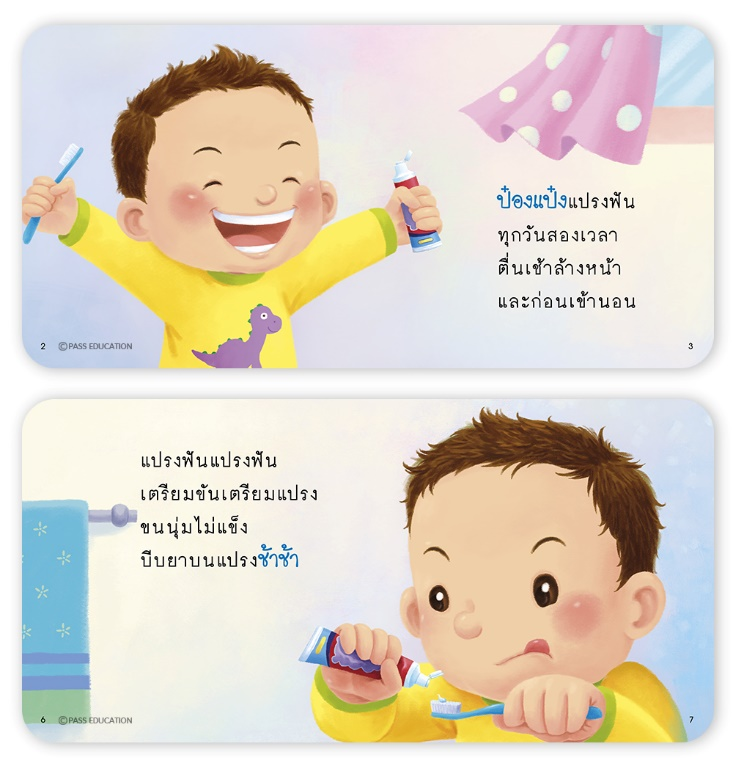 ป๋องแป๋งแปรงฟัน
ทุกวันสองเวลา
ตื่นเช้าล้างหน้า
และก่อนเข้านอน
2 ©PASS EDUCATION
3
แปรงฟันแปรงฟัน
เตรียมขันเตรียมแปรง
ขนนุ่มไม่แข็ง
บีบยาบนแปรงช้าช้า
6 ©PASS EDUCATION
7